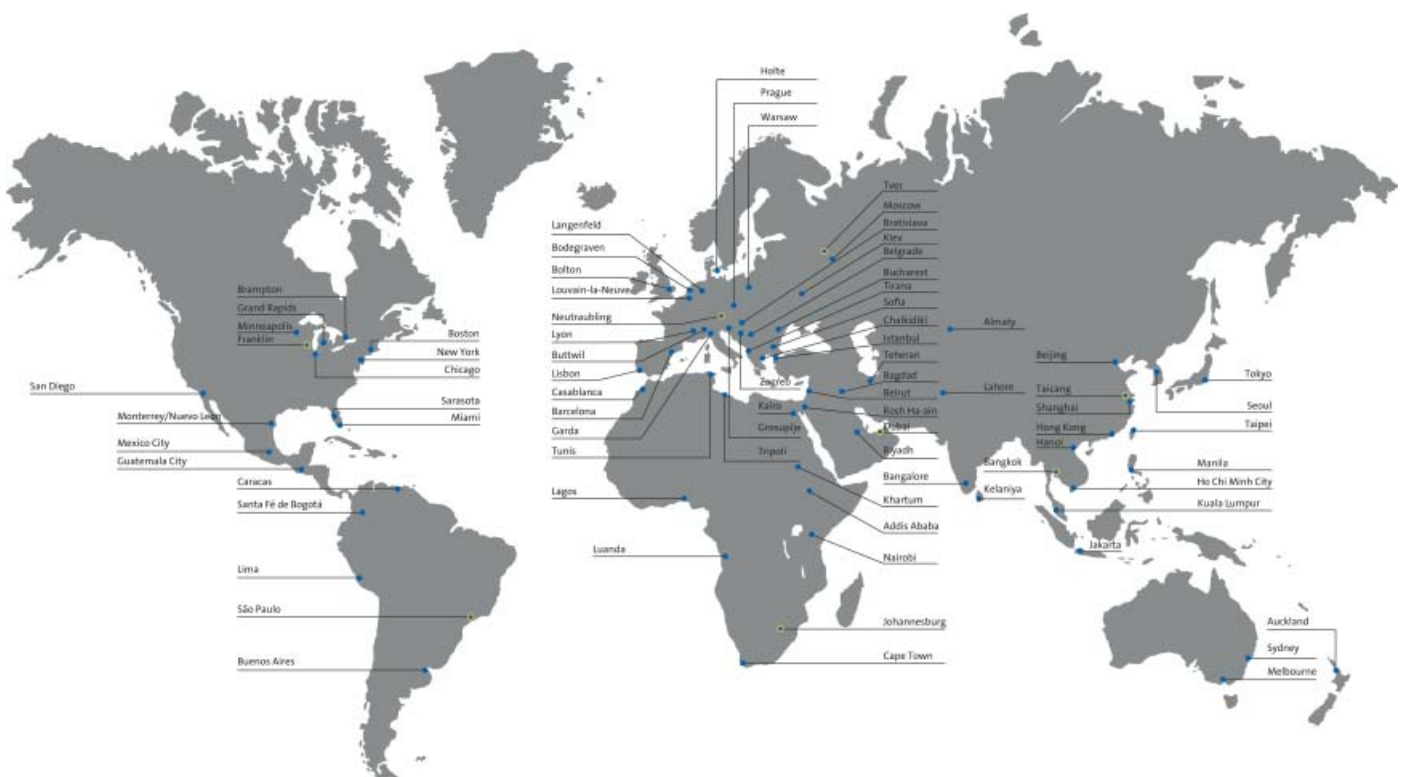 Holte
Prague
Warsaw
Tver
Moscow
Bratislava
Kiev
Belgrade
Bucharest
Tirana
Sofia
Chalkidiki
Istanbul
Teheran
Bagdad
Beirut
Rosh Ha-ain
Dubai
Riyadh
Langenfeld
Bodegraven
Bolton
Louvain-la-Neuve
Neutraubling
Lyon
Buttwil
Lisbon
Casablanca
Barcelona
Garda
Tunis
Zagreb
Kairo
Grosuplje
Tripoli
Lagos
Luanda
Khartum
Addis Ababa
Nairobi
Johannesburg
Cape Town
Brampton
Grand Rapids
Minneapolis
Franklin
Boston
New York
Chicago
San Diego
Sarasota
Miami
Monterrey/Nuevo León
Mexico City
Guatemala City
Caracas
Santa Fé de Bogotá
Lima
São Paulo
Buenos Aires
Almaty
Lahore
Beijing
Taicang
Shanghai
Hong Kong
Hanoi
Bangkok
Bangalore
Kelaniya
Tokyo
Seoul
Taipei
Manila
Ho Chi Minh City
Kuala Lumpur
Jakarta
Auckland
Sydney
Melbourne